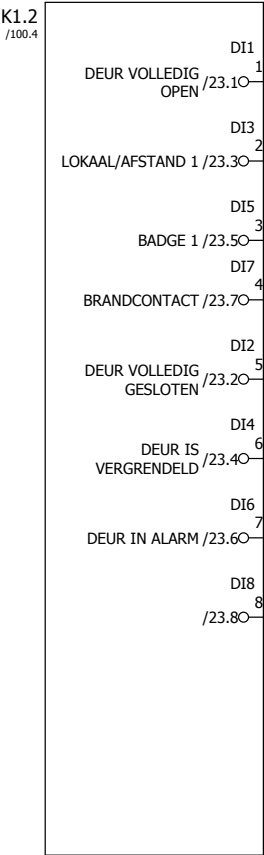 K1.2
/100.4
DI1
1
DEUR VOLLEDIG
OPEN
/23.1
DI3
2
LOKAAL/AFSTAND 1 /23.3
DI5
3
BADGE 1 /23.5
DI7
4
BRANDCONTACT /23.7
DI2
5
DEUR VOLLEDIG
GESLOTEN
/23.2
DI4
6
DEUR IS
VERGRENDELD
/23.4
DI6
7
DEUR IN ALARM /23.6
DI8
8
/23.8